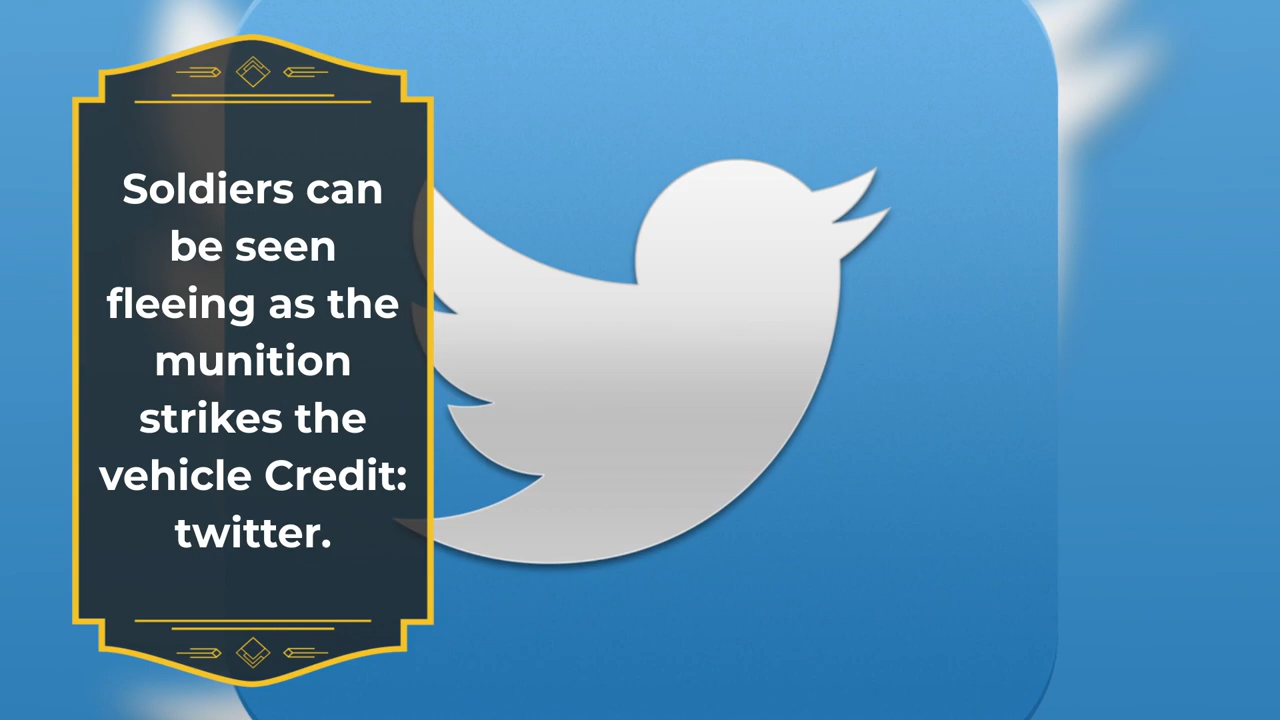 Soldiers can
be seen
fleeing as the
munition
strikes the
vehicle Credit:
twitter.